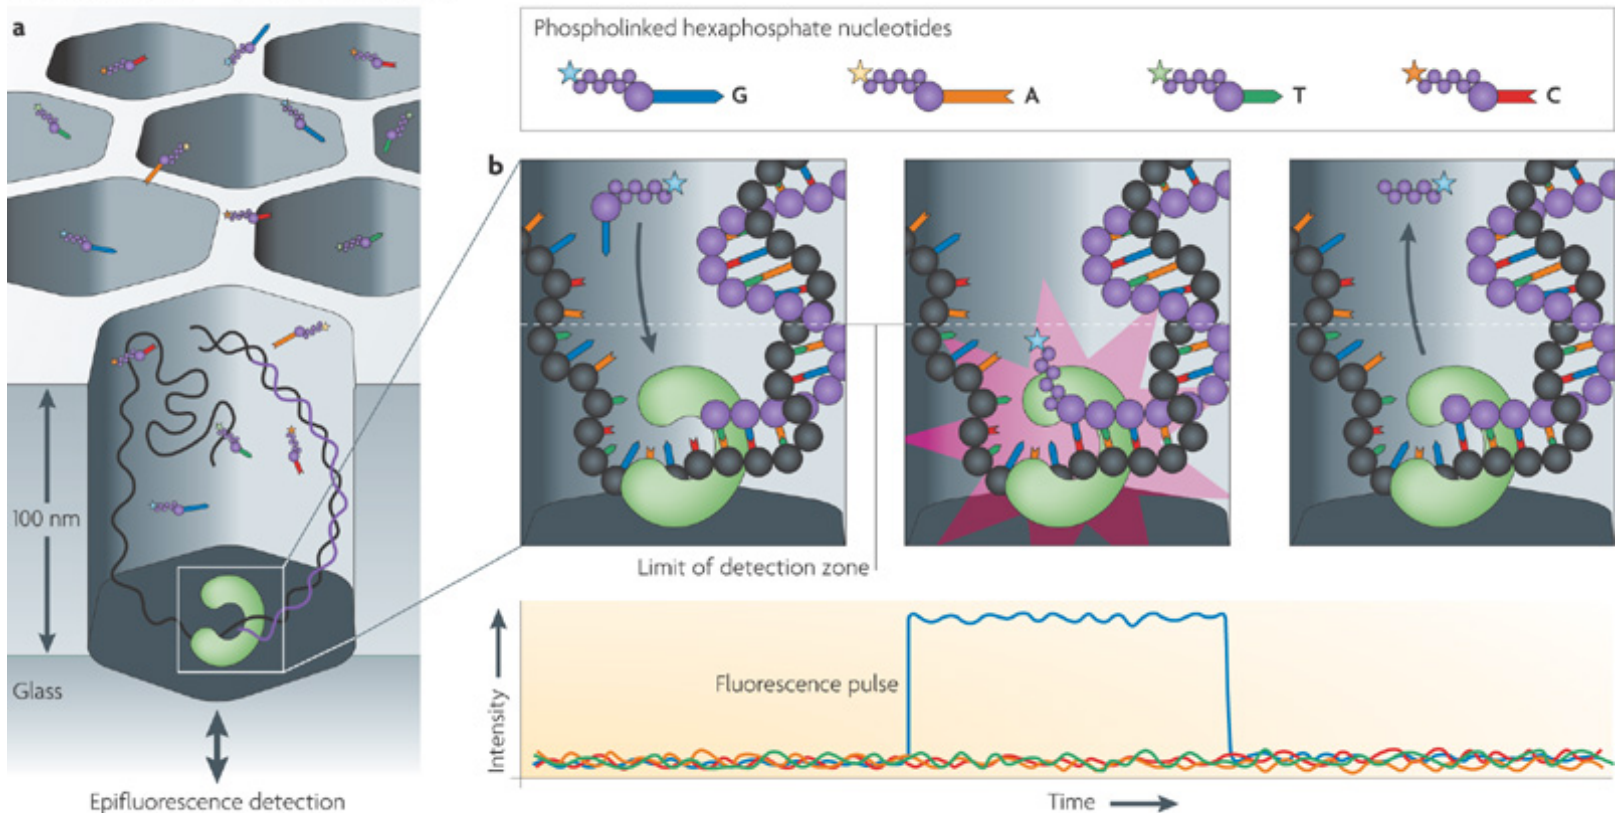 a
Phospholinked hexaphosphate nucleotides
G
A
T
C
b
100 nm
Glass
Epifluorescence detection
Limit of detection zone
Intensity
Fluorescence pulse
Time